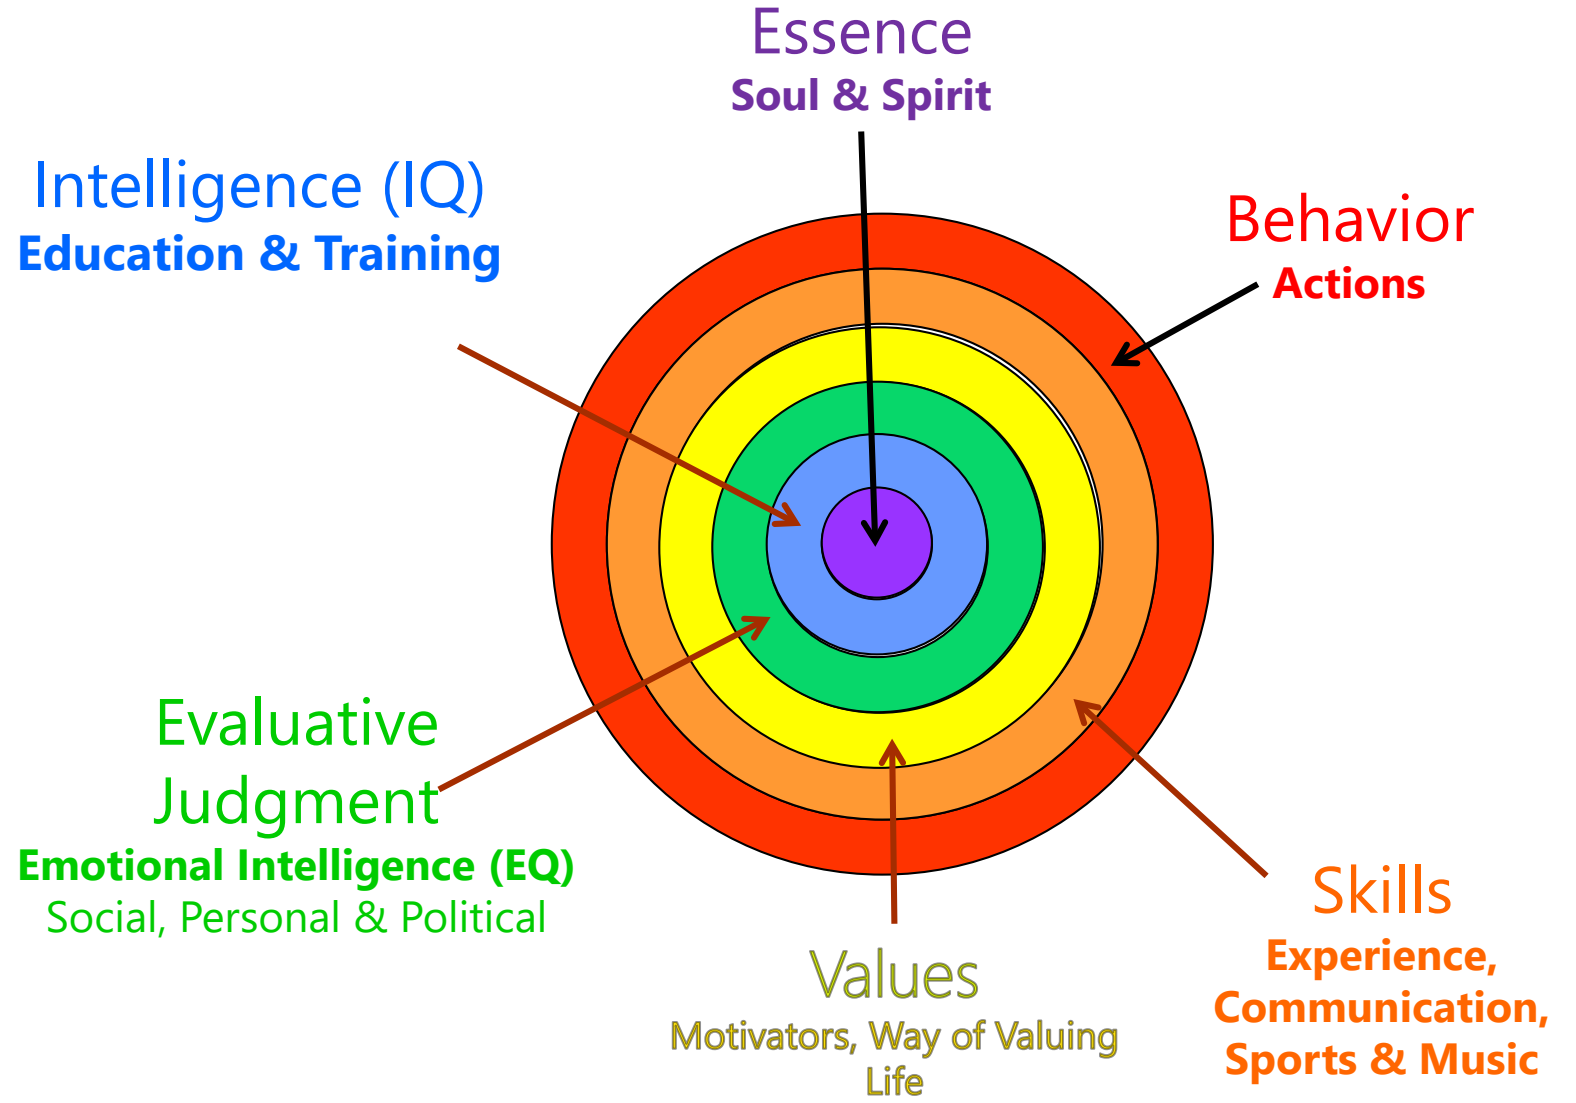 Essence
Soul & Spirit
Intelligence (IQ)
Education & Training
Behavior
Actions
Evaluative
Judgment
Emotional Intelligence (EQ)
Social, Personal & Political
Values
Motivators, Way of Valuing
Life
Skills
Experience,
Communication,
Sports & Music